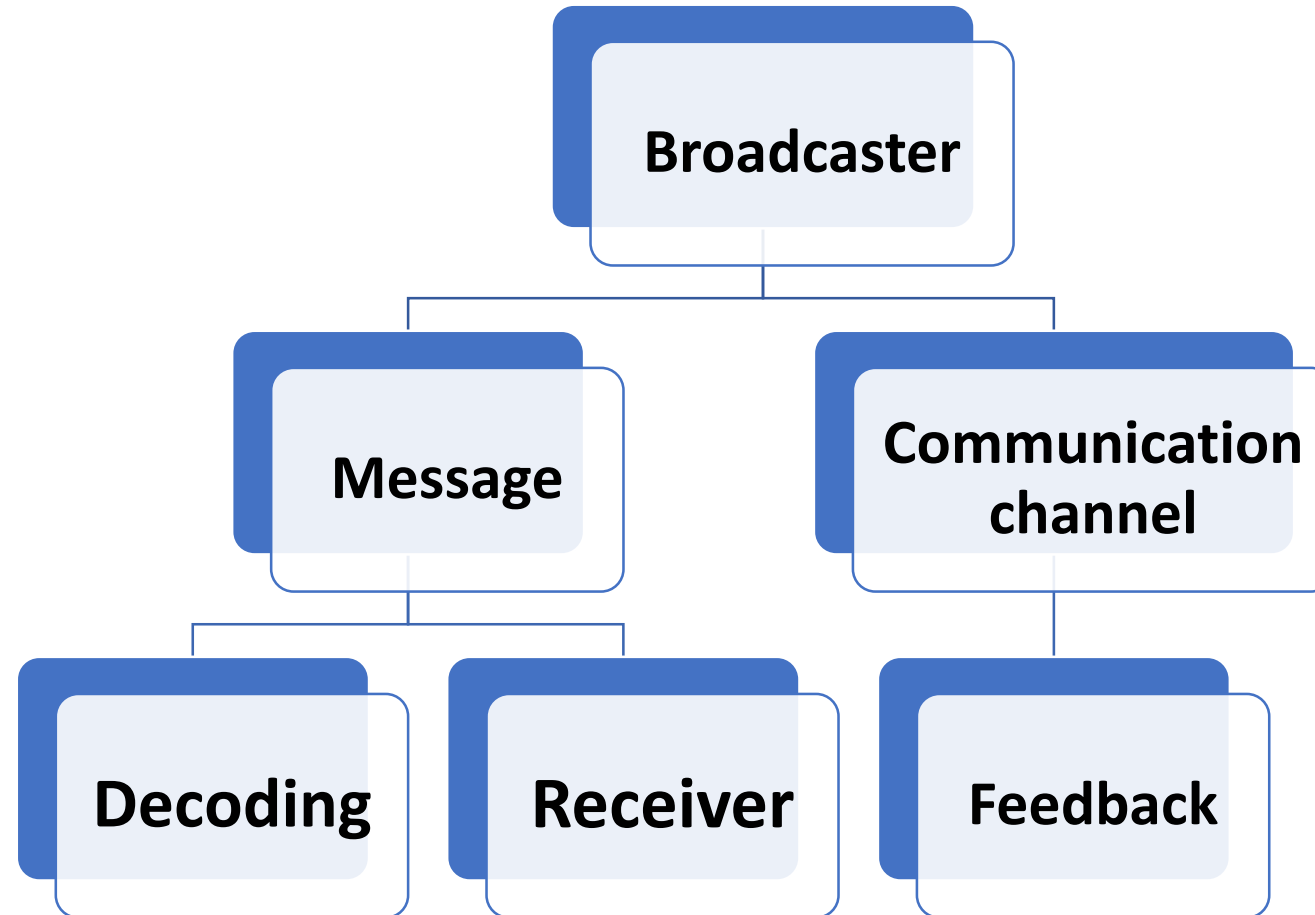 Broadcaster
Message
Communication
channel
Decoding
Receiver
Feedback